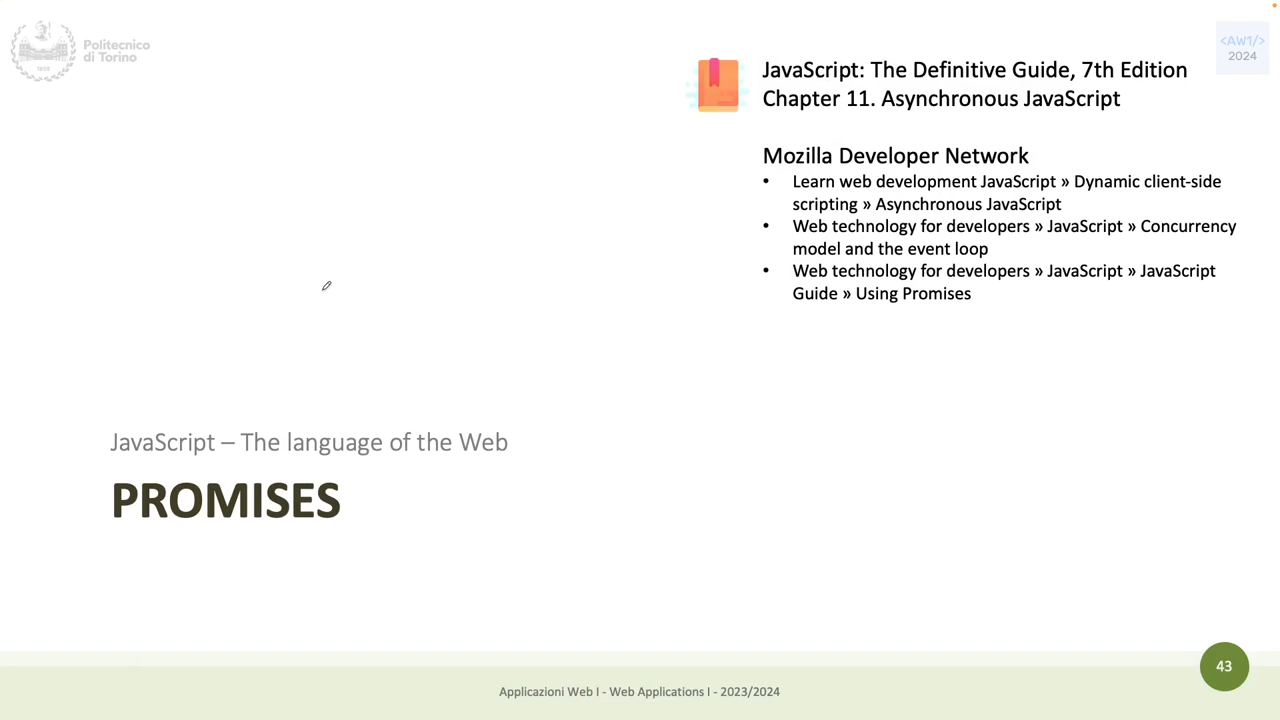 Politecnico
di Torino
1859
<AW1/>
2024
JavaScript: The Definitive Guide, 7th Edition
Chapter 11. Asynchronous JavaScript
Mozilla Developer Network
• Learn web development JavaScript » Dynamic client-side
scripting » Asynchronous JavaScript
• Web technology for developers » JavaScript » Concurrency
model and the event loop
• Web technology for developers » JavaScript » JavaScript
Guide » Using Promises
JavaScript – The language of the Web
PROMISES
43
Applicazioni Web I - Web Applications I - 2023/2024